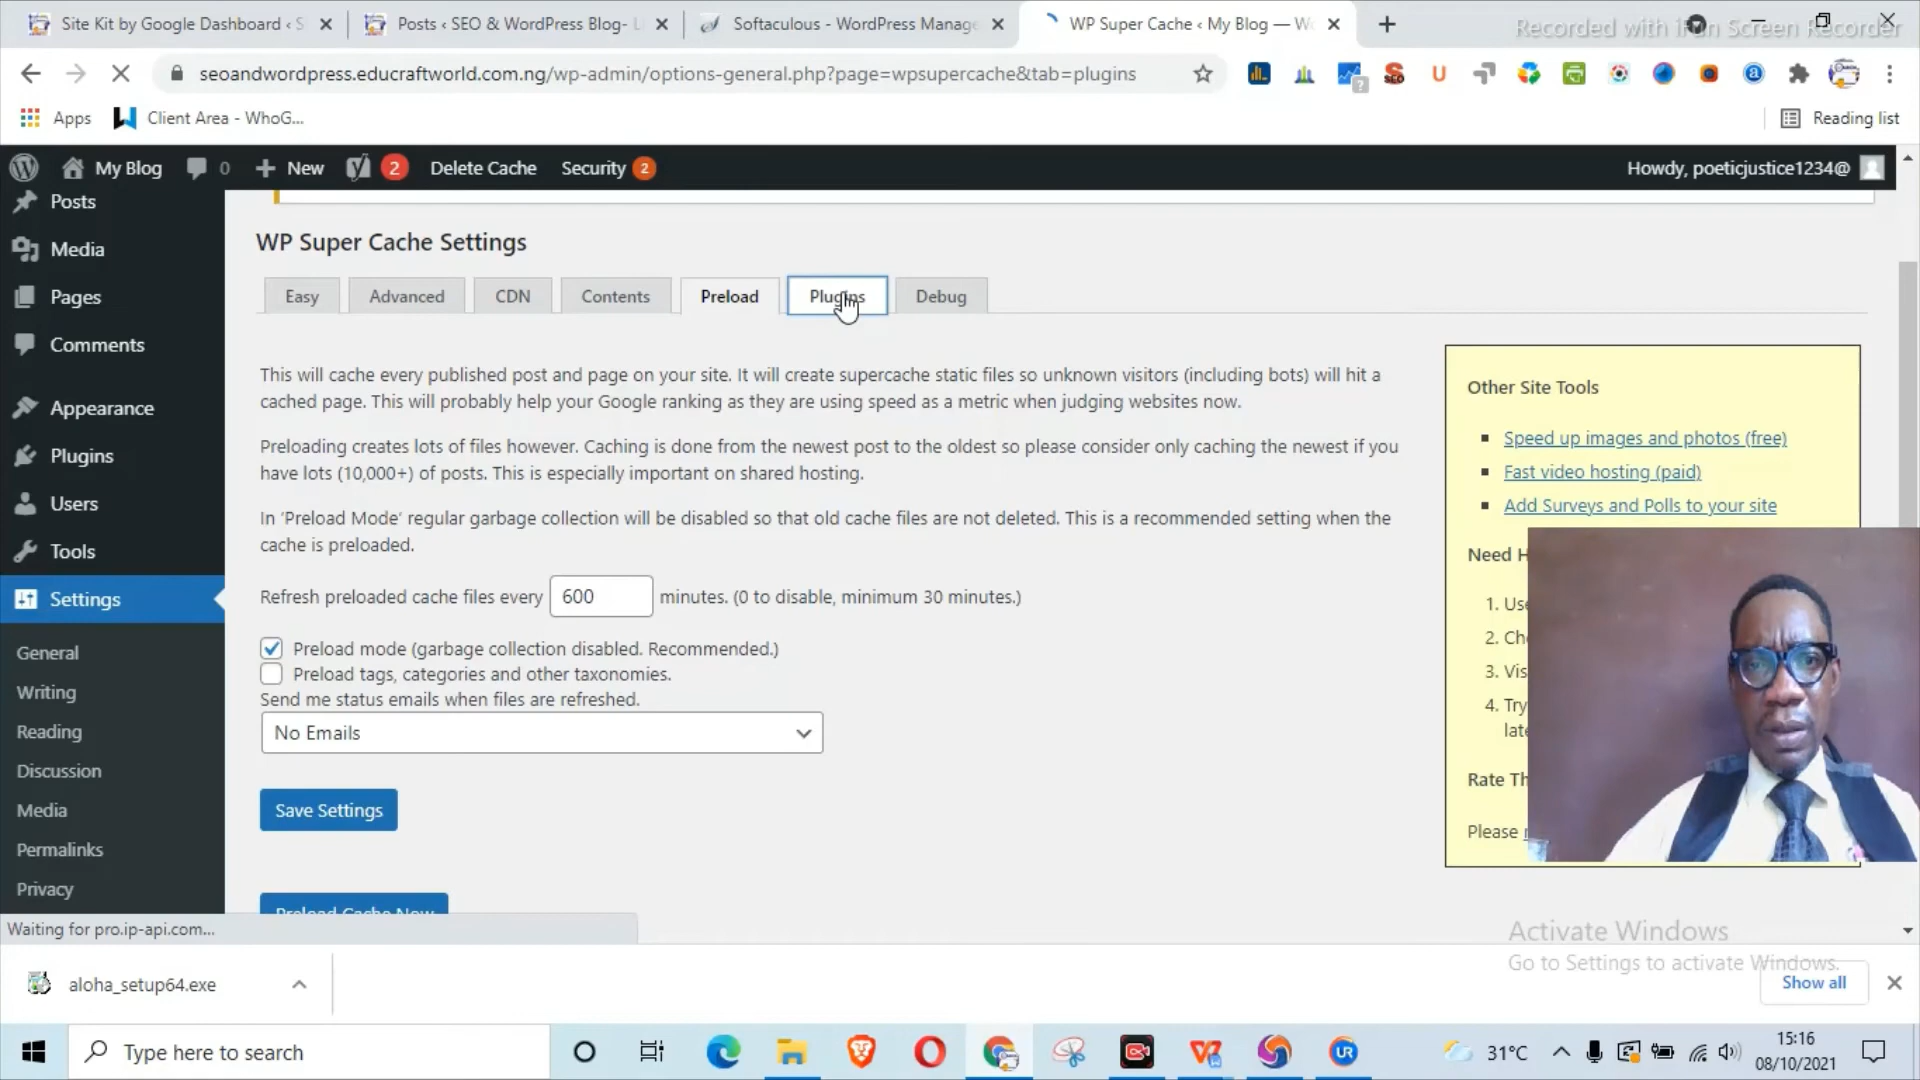 Site Kit by Google Dashboard ‹ S
Posts ‹ SEO & WordPress Blog- L
Softaculous - WordPress Manage
WP Super Cache ‹ My Blog — Wo
Recorded with iFun Screen Recorder
seoandwordpress.educraftworld.com.ng/wp-admin/options-general.php?page=wpsupercache&tab=plugins
Apps
Client Area - WhoG...
Reading list
My Blog
0
New
2
Delete Cache
Security
2
Howdy, poeticjustice1234@
Posts
Media
Pages
Comments
Appearance
Plugins
Users
Tools
Settings
General
Writing
Reading
Discussion
Media
Permalinks
Privacy
WP Super Cache Settings
Easy
Advanced
CDN
Contents
Preload
Plugins
Debug
This will cache every published post and page on your site. It will create supercache static files so unknown visitors (including bots) will hit a
cached page. This will probably help your Google ranking as they are using speed as a metric when judging websites now.
Preloading creates lots of files however. Caching is done from the newest post to the oldest so please consider only caching the newest if you
have lots (10,000+) of posts. This is especially important on shared hosting.
In ‘Preload Mode’ regular garbage collection will be disabled so that old cache files are not deleted. This is a recommended setting when the
cache is preloaded.
Refresh preloaded cache files every 600 minutes. (0 to disable, minimum 30 minutes.)
Preload mode (garbage collection disabled. Recommended.)
Preload tags, categories and other taxonomies.
Send me status emails when files are refreshed.
No Emails
Save Settings
Preload Cache Now
Other Site Tools
Speed up images and photos (free)
Fast video hosting (paid)
Add Surveys and Polls to your site
Need H
1. Use
2. Che
3. Vis
4. Try
late
Rate Th
Please
Waiting for pro.ip-api.com...
Activate Windows
Go to Settings to activate Windows.
aloha_setup64.exe
Show all
Type here to search
31°C
15:16
08/10/2021